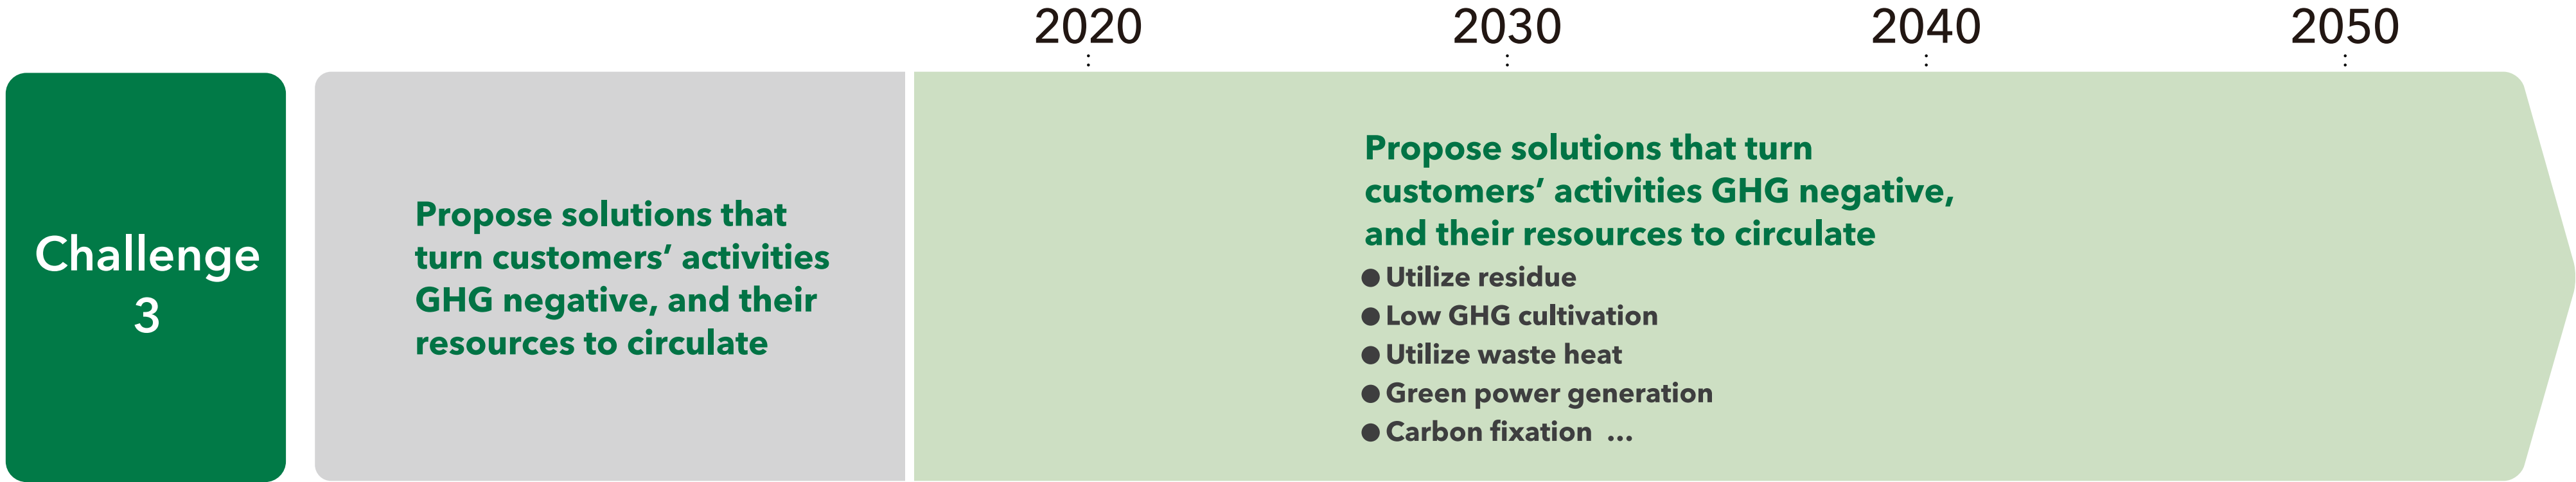 2020 2030 2040 2050
Challenge
3
Propose solutions that
turn customers’ activities
GHG negative, and their
resources to circulate
Propose solutions that turn
customers’ activities GHG negative,
and their resources to circulate
● Utilize residue
● Low GHG cultivation
● Utilize waste heat
● Green power generation
● Carbon fixation …